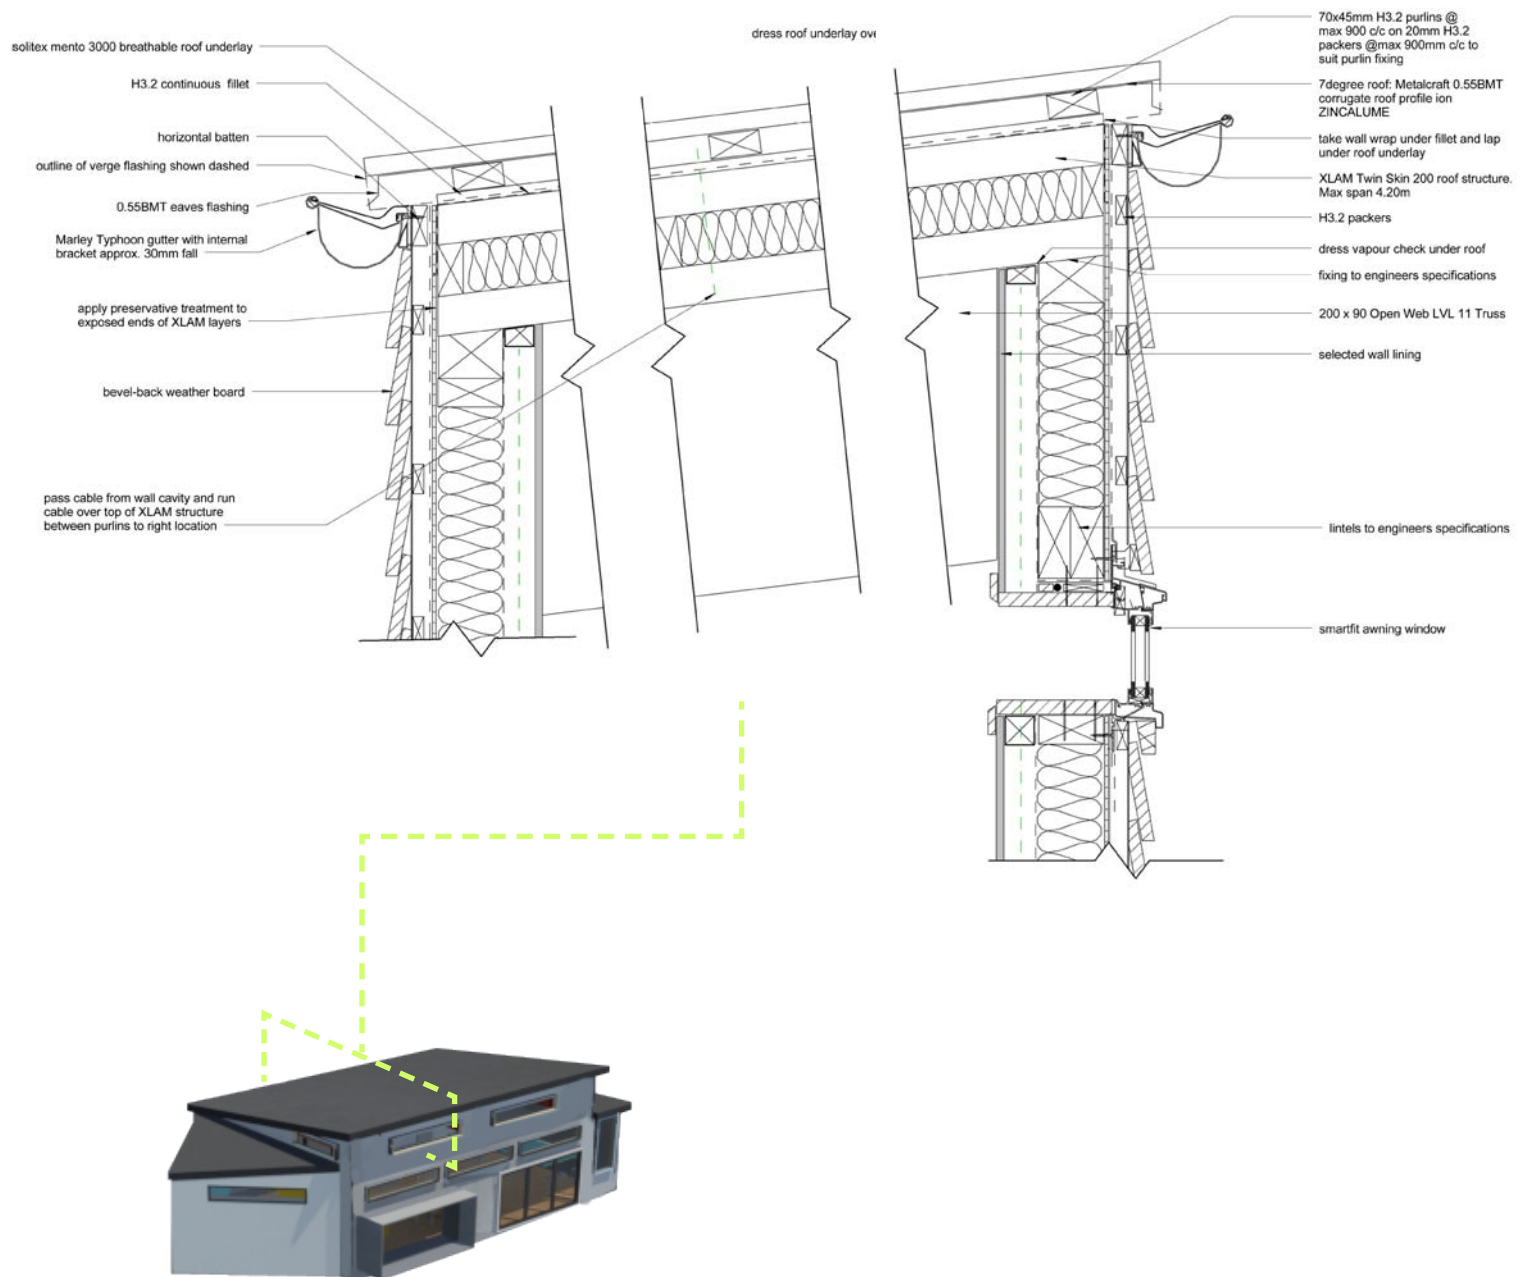 dress roof underlay ove
solitex mento 3000 breathable roof underlay
H3.2 continuous fillet
horizontal batten
outline of verge flashing shown dashed
0.55BMT eaves flashing
Marley Typhoon gutter with internal
bracket approx. 30mm fall
apply preservative treatment to
exposed ends of XLAM layers
bevel-back weather board
pass cable from wall cavity and run
cable over top of XLAM structure
between purlins to right location
70x45mm H3.2 purlins @
max 900 c/c on 20mm H3.2
packers @max 900mm c/c to
suit purlin fixing
7degree roof: Metalcraft 0.55BMT
corrugate roof profile ion
ZINCALUME
take wall wrap under fillet and lap
under roof underlay
XLAM Twin Skin 200 roof structure.
Max span 4.20m
H3.2 packers
dress vapour check under roof
fixing to engineers specifications
200 x 90 Open Web LVL 11 Truss
selected wall lining
lintels to engineers specifications
smartfit awning window